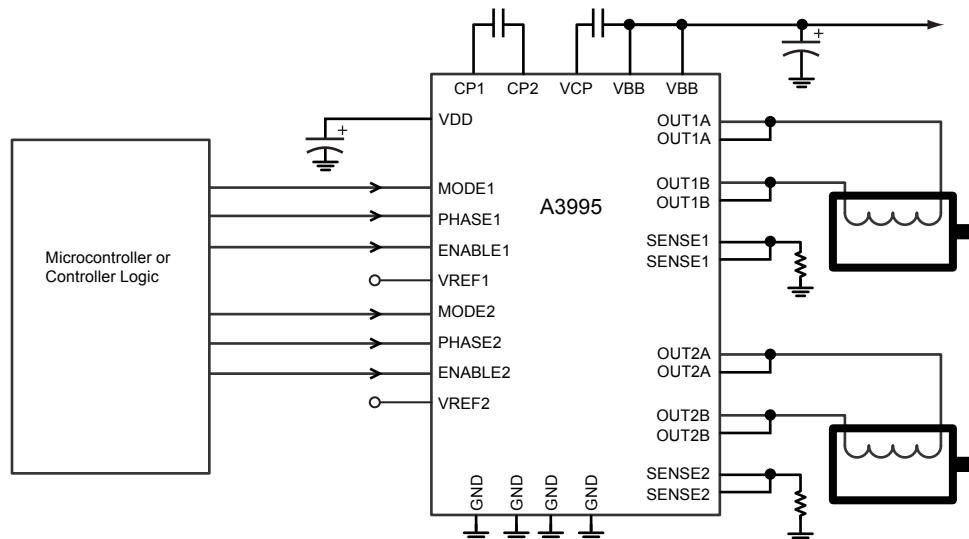 CP1 CP2 VCP VBB VBB
VDD
+
+
MODE1
PHASE1
ENABLE1
VREF1
MODE2
PHASE2
ENABLE2
VREF2
Microcontroller or
Controller Logic
A3995
OUT1A
OUT1A
OUT1B
OUT1B
SENSE1
SENSE1
OUT2A
OUT2A
OUT2B
OUT2B
SENSE2
SENSE2
GND
GND
GND
GND